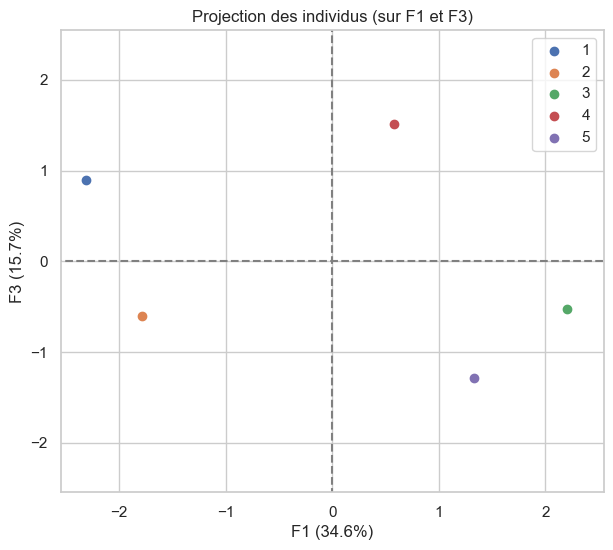 Projection des individus (sur F1 et F3)
1
2
3
4
5
2
1
0
−1
−2
F3 (15.7%)
−2 −1 0 1 2
F1 (34.6%)